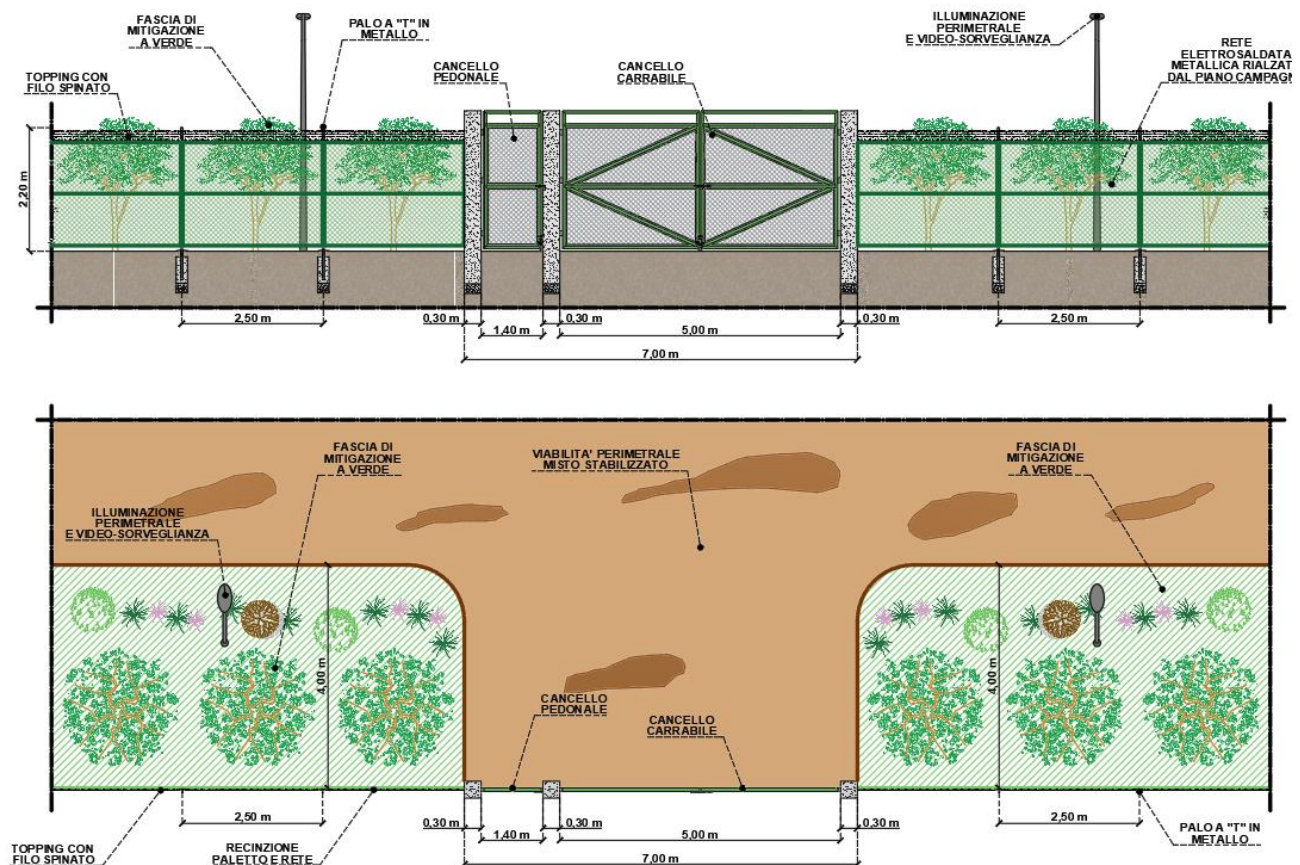 FASCIA DI
MITIGAZIONE
A VERDE
PALO A "T" IN
METALLO
ILLUMINAZIONE
PERIMETRALE
E VIDEO-SORVEGLIANZA
RETE
ELETTROSALDATA
METALLICA RIALZAT
DAL PIANO CAMPAGN
TOPPING CON
FILO SPINATO
CANCELLO
PEDONALE
CANCELLO
CARRABILE
2,20 m
2,50 m
0,30 m
1,40 m
0,30 m
5,00 m
0,30 m
2,50 m
7,00 m
FASCIA DI
MITIGAZIONE
A VERDE
VIABILITA' PERIMETRALE
MISTO STABILIZZATO
FASCIA DI
MITIGAZIONE
A VERDE
ILLUMINAZIONE
PERIMETRALE
E VIDEO-SORVEGLIANZA
4,00 m
4,00 m
CANCELLO
PEDONALE
CANCELLO
CARRABILE
2,50 m
0,30 m
1,40 m
0,30 m
5,00 m
0,30 m
2,50 m
TOPPING CON
FILO SPINATO
RECINZIONE
PALETTO E RETE
7,00 m
PALO A "T" IN
METALLO